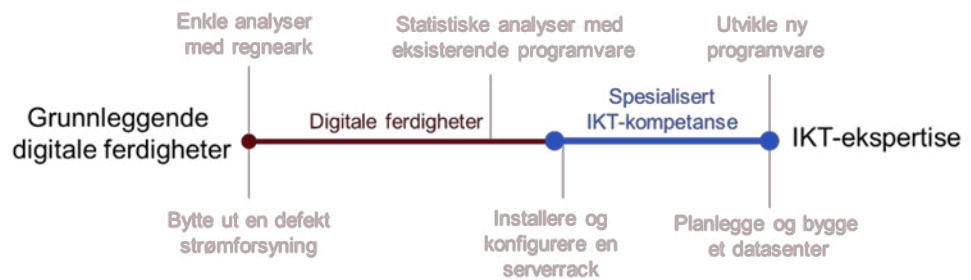 Enkle analyser
med regneark
Statistiske analyser med
eksisterende programvare
Utvikle ny
programvare
Grunnleggende
digitale ferdigheter
Digitale ferdigheter
Spesialisert
IKT-kompetanse
IKT-ekspertise
Bytte ut en defekt
strømforsyning
Installere og
konfigurere en
serverrack
Planlegge og bygge
et datasenter